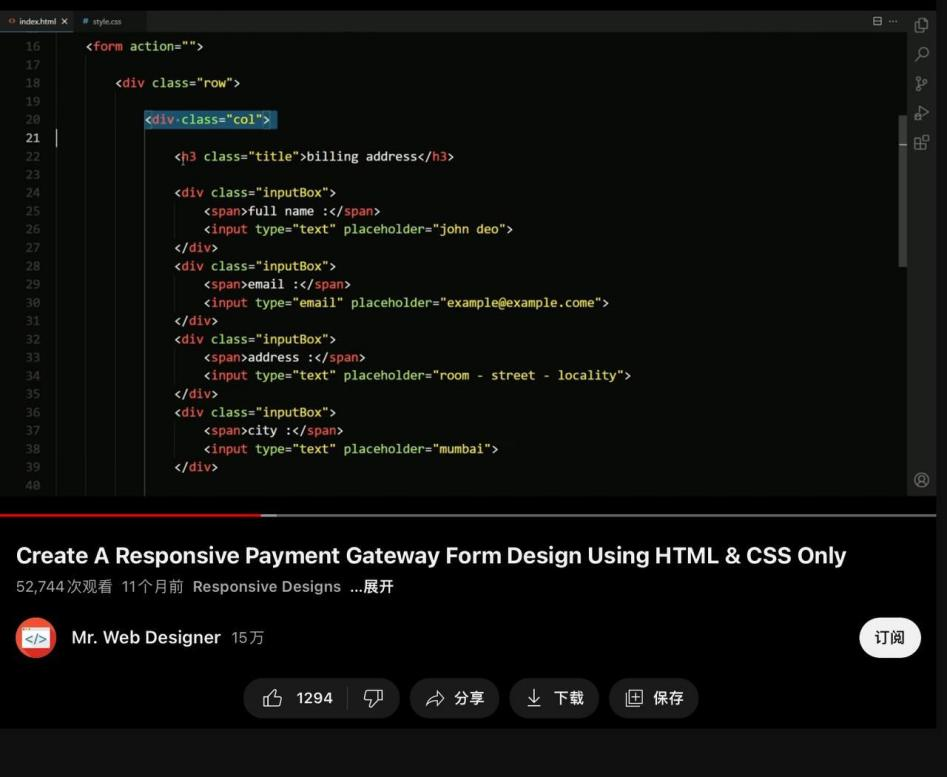 index.html
# style.css
16 <form action="">
17
18 <div class="row">
19
20 <div class="col">
21
22 <h3 class="title">billing address</h3>
23
24 <div class="inputBox">
25 <span>full name :</span>
26 <input type="text" placeholder="john deo">
27 </div>
28 <div class="inputBox">
29 <span>email :</span>
30 <input type="email" placeholder="example@example.come">
31 </div>
32 <div class="inputBox">
33 <span>address :</span>
34 <input type="text" placeholder="room - street - locality">
35 </div>
36 <div class="inputBox">
37 <span>city :</span>
38 <input type="text" placeholder="mumbai">
39 </div>
40
Create A Responsive Payment Gateway Form Design Using HTML & CSS Only
52,744次观看 11个月前 Responsive Designs ...展开
</> Mr. Web Designer 15万 订阅
1294 分享 下载 保存